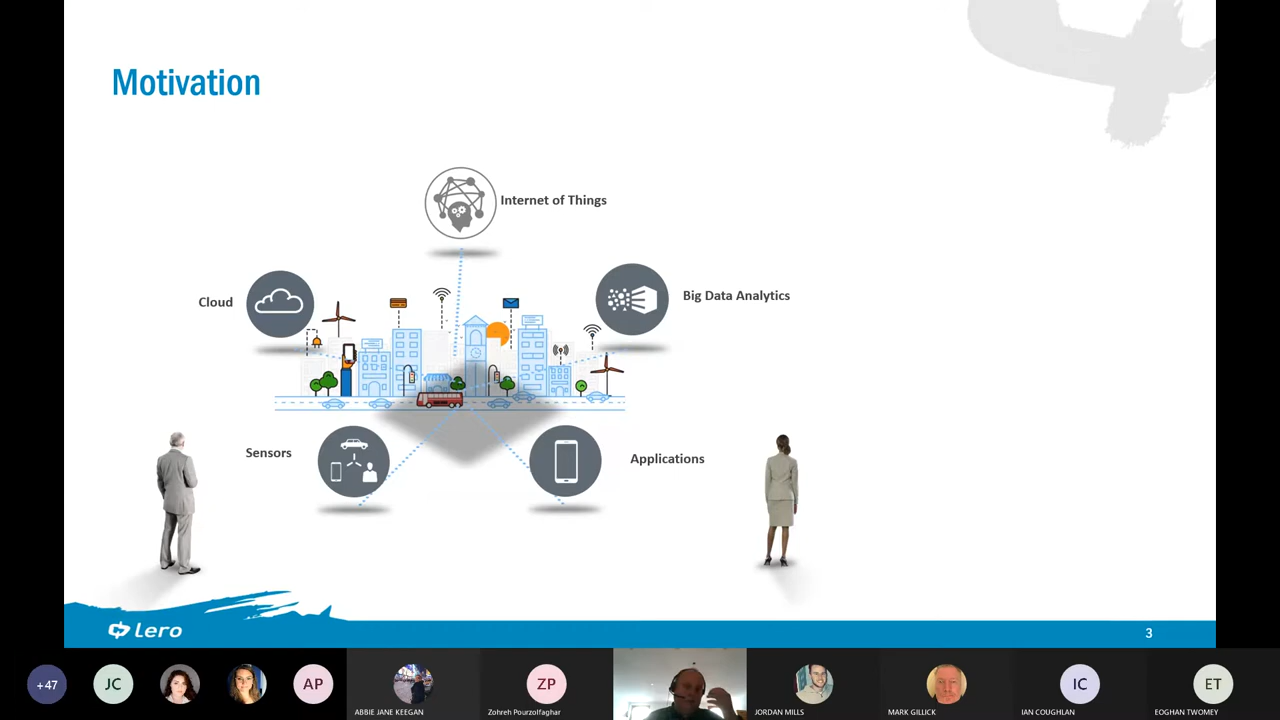 Motivation
Internet of Things
Cloud
Big Data Analytics
Sensors
Applications
Lero
3
+47
JC
AP
ZP
IC
ET
ABBIE JANE KEEGAN
Zohreh Pourzolfaghar
JORDAN MILLS
MARK GILLICK
IAN COUGHLAN
EOGHAN TWOMEY